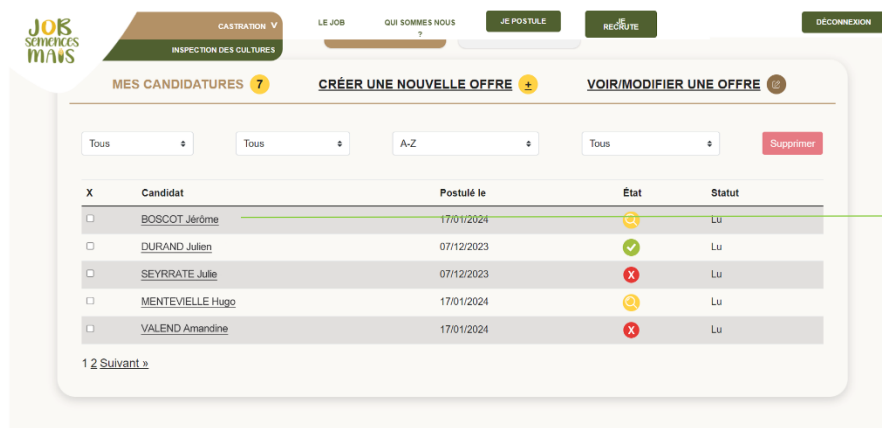 JOB
semences
MAÏS
CASTRATION V
INSPECTION DES CULTURES
LE JOB
QUI SOMMES NOUS
?
JE POSTULE
JE
RECRUTE
DÉCONNEXION
MES CANDIDATURES 7
CRÉER UNE NOUVELLE OFFRE +
VOIR/MODIFIER UNE OFFRE
Tous Tous A-Z Tous Supprimer
X Candidat Postulé le État Statut
BOSCOT Jérôme 17/01/2024 Lu
DURAND Julien 07/12/2023 Lu
SEYRRATE Julie 07/12/2023 X Lu
MENTEVIELLE Hugo 17/01/2024 Lu
VALEND Amandine 17/01/2024 X Lu
1 2 Suivant »